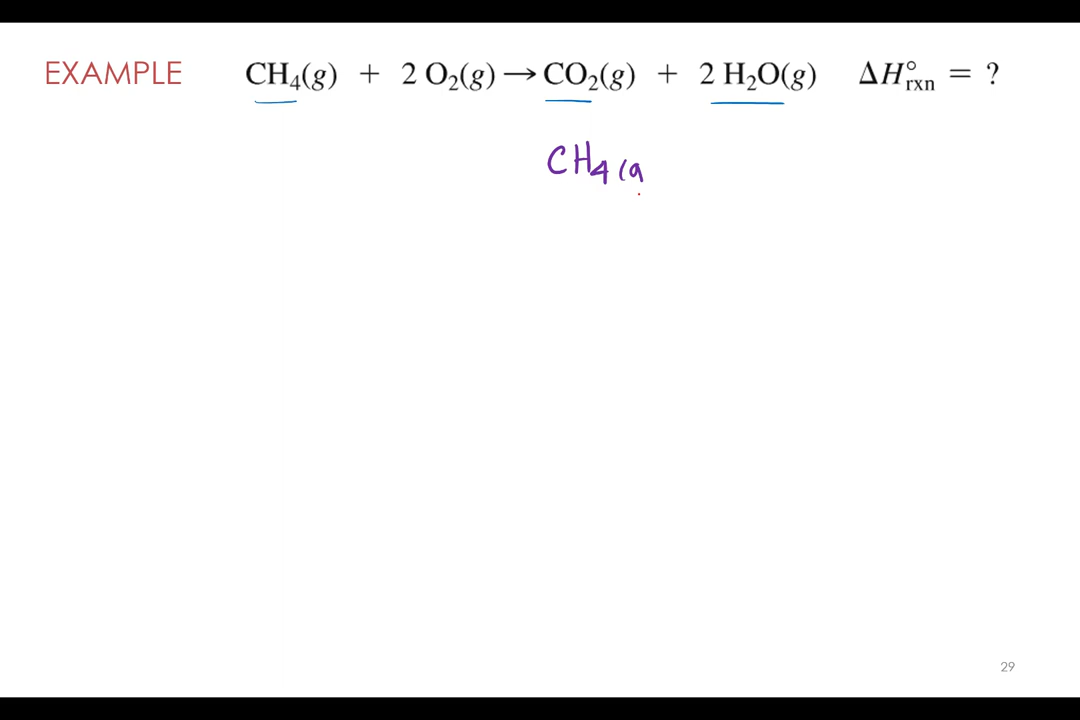 EXAMPLE CH₄(g) + 2 O₂(g) → CO₂(g) + 2 H₂O(g) ΔH°rxn = ?
CH₄ (g
29